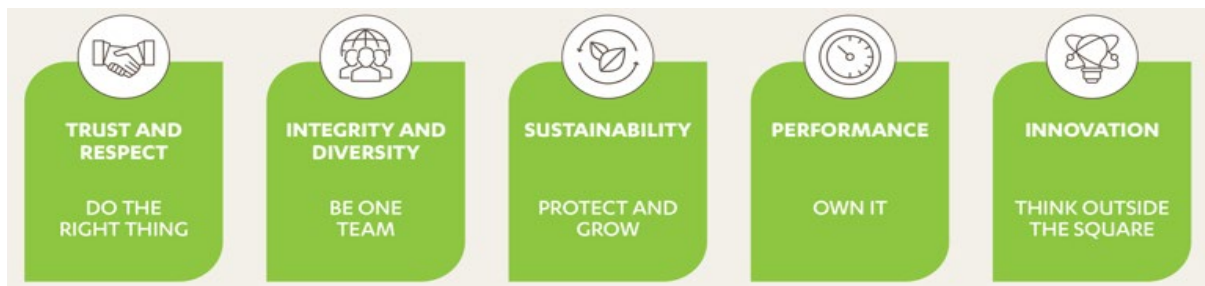 TRUST AND
RESPECT
DO THE
RIGHT THING
INTEGRITY AND
DIVERSITY
BE ONE
TEAM
SUSTAINABILITY
PROTECT AND
GROW
PERFORMANCE
OWN IT
INNOVATION
THINK OUTSIDE
THE SQUARE